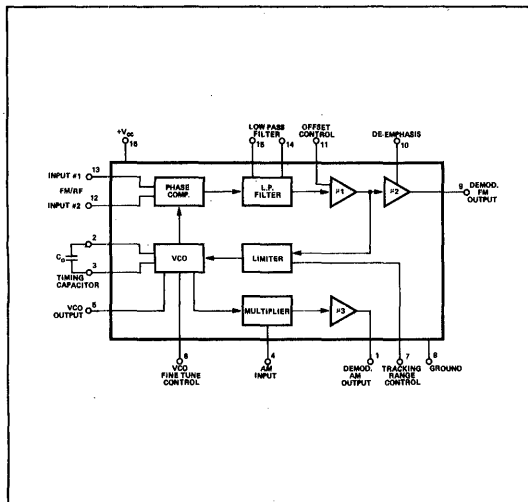 +Vcc
16
LOW PASS
FILTER
15
14
OFFSET
CONTROL
11
DE-EMPHASIS
10
INPUT #1
13
FM/RF
INPUT #2
12
PHASE
COMP.
L.P.
FILTER
μ1
μ2
9
DEMOD.
FM
OUTPUT
2
C₀
3
TIMING
CAPACITOR
VCO
LIMITER
VCO
OUTPUT
5
MULTIPLIER
μ3
6
VCO
FINE TUNE
CONTROL
4
AM
INPUT
1
DEMOD.
AM
OUTPUT
7
TRACKING
RANGE
CONTROL
8
GROUND